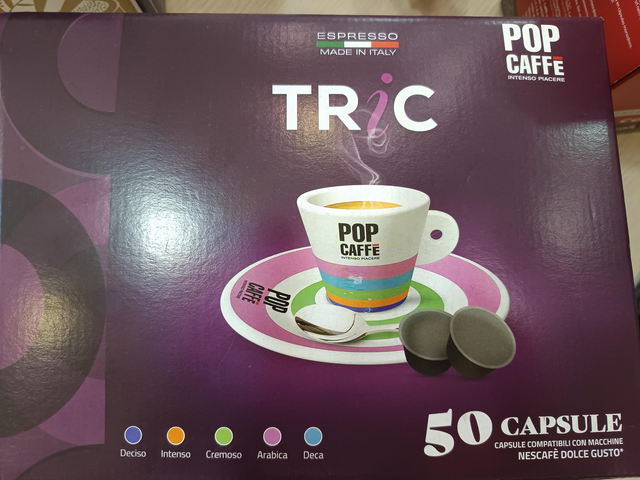 ESPRESSO
MADE IN ITALY
TRiC
POP
CAFFÈ
INTENSO PIACERE
POP
CAFFÈ
INTENSO PIACERE
POP
CAFFÈ
50 CAPSULE
CAPSULE COMPATIBILI CON MACCHINE
NESCAFÈ DOLCE GUSTO*
Deciso
Intenso
Cremoso
Arabica
Deca